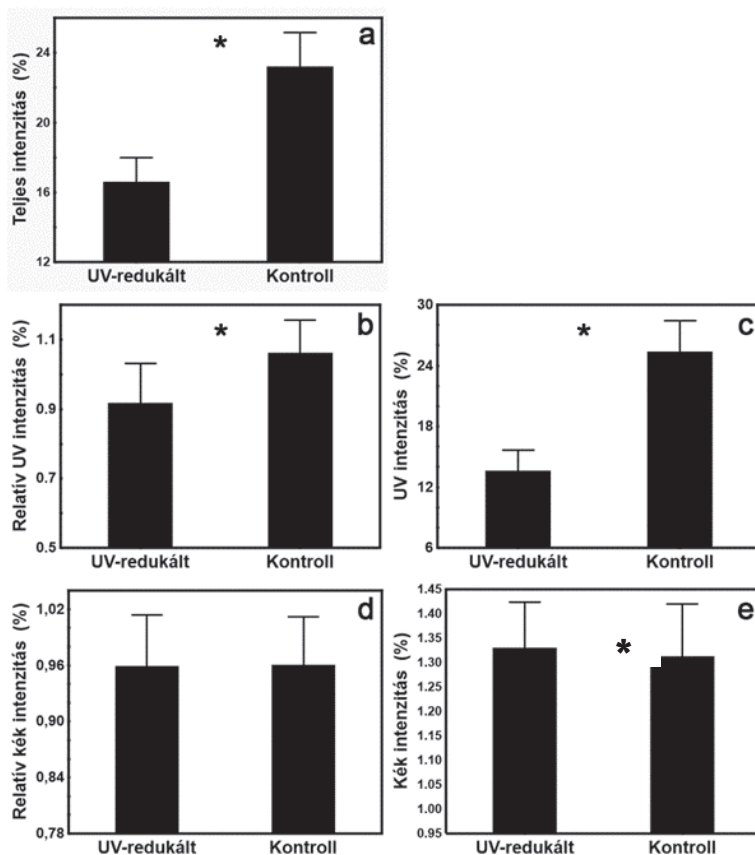 a
*
Teljes intenzitás (%)
24
20
16
12
UV-redukált
Kontroll
b
*
Relatív UV intenzitás (%)
1.1
0.9
0.7
0.5
UV-redukált
Kontroll
c
*
UV intenzitás (%)
30
24
18
12
6
UV-redukált
Kontroll
d
Relatív kék intenzitás (%)
1,02
0,96
0,90
0,84
0,78
UV-redukált
Kontroll
e
*
Kék intenzitás (%)
1.45
1.40
1.35
1.30
1.25
1.20
1.15
1.10
1.05
1.00
0.95
UV-redukált
Kontroll